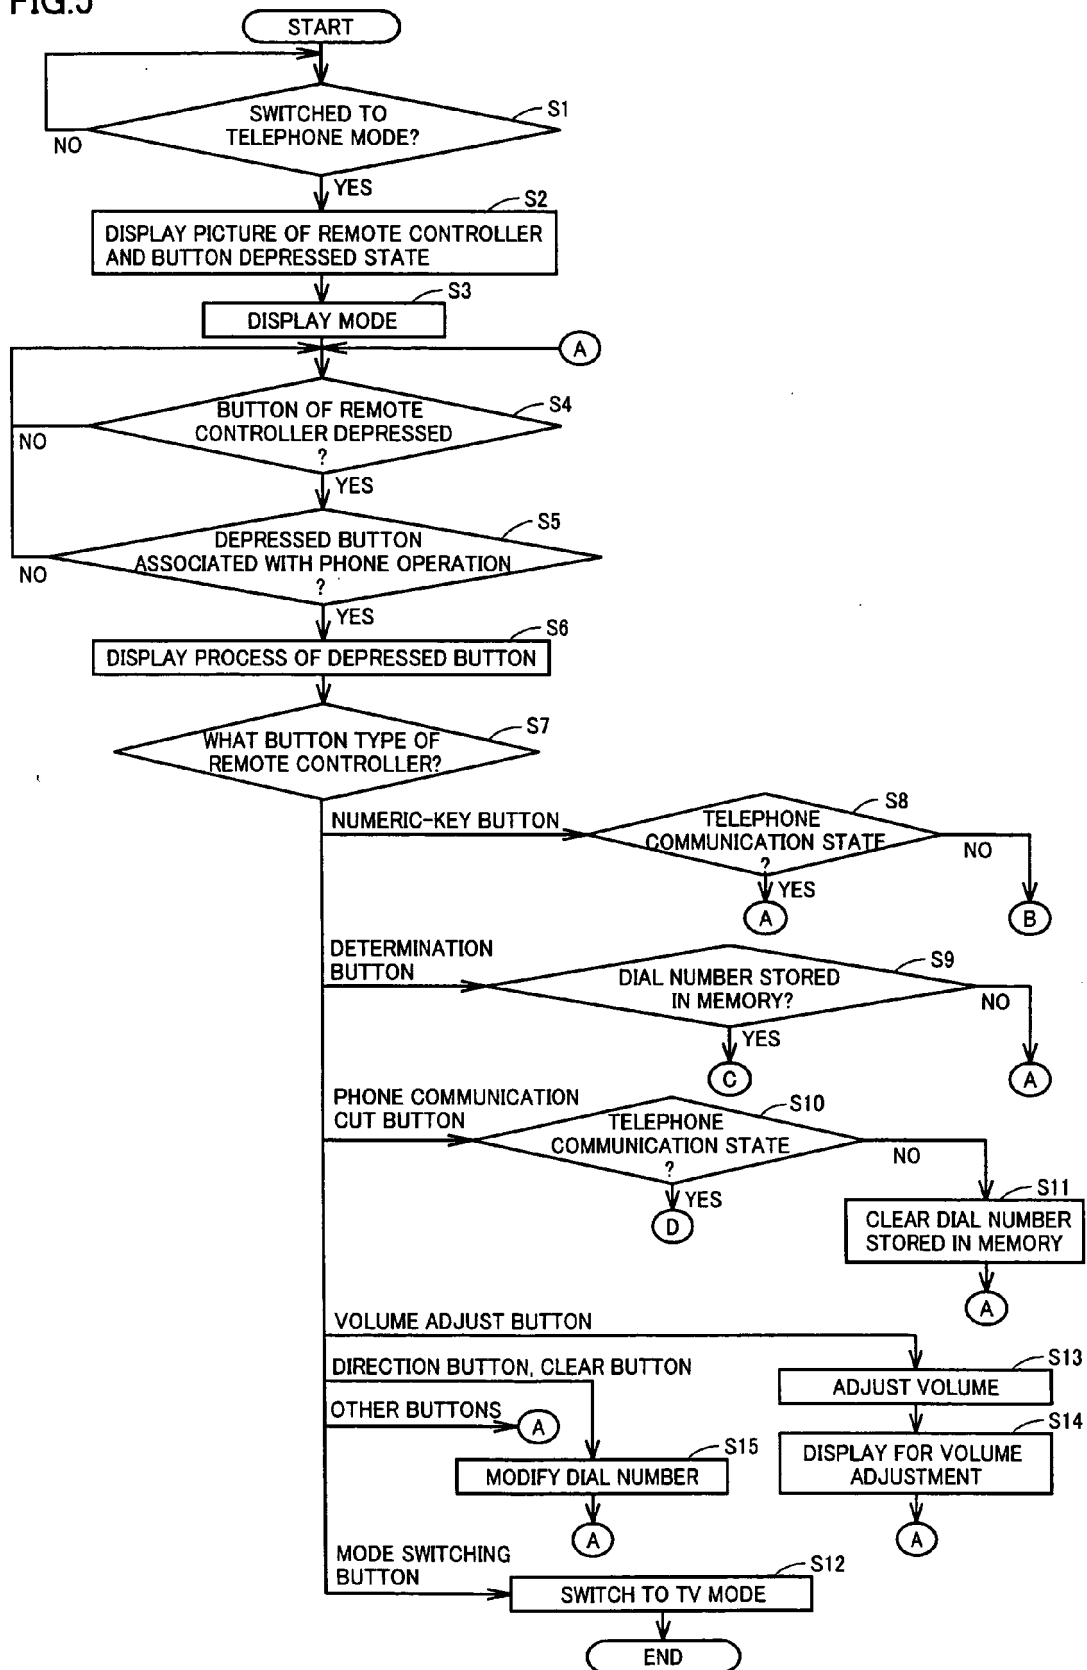 FIG.5
START
S1
SWITCHED TO
TELEPHONE MODE?
NO
YES
S2
DISPLAY PICTURE OF REMOTE CONTROLLER
AND BUTTON DEPRESSED STATE
S3
DISPLAY MODE
A
S4
BUTTON OF REMOTE
CONTROLLER DEPRESSED
?
NO
YES
S5
DEPRESSED BUTTON
ASSOCIATED WITH PHONE OPERATION
?
NO
YES
S6
DISPLAY PROCESS OF DEPRESSED BUTTON
S7
WHAT BUTTON TYPE OF
REMOTE CONTROLLER?
NUMERIC-KEY BUTTON
S8
TELEPHONE
COMMUNICATION STATE
?
NO
YES
A
B
DETERMINATION
BUTTON
S9
DIAL NUMBER STORED
IN MEMORY?
NO
YES
C
A
PHONE COMMUNICATION
CUT BUTTON
S10
TELEPHONE
COMMUNICATION STATE
?
NO
YES
D
S11
CLEAR DIAL NUMBER
STORED IN MEMORY
A
VOLUME ADJUST BUTTON
S13
ADJUST VOLUME
S14
DISPLAY FOR VOLUME
ADJUSTMENT
A
DIRECTION BUTTON, CLEAR BUTTON
OTHER BUTTONS
A
S15
MODIFY DIAL NUMBER
A
MODE SWITCHING
BUTTON
S12
SWITCH TO TV MODE
END